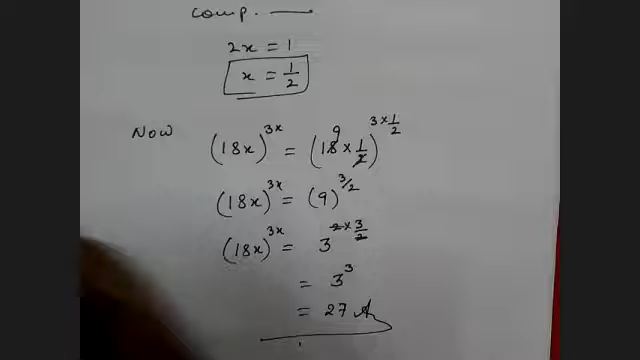 comp.
2x = 1
x = 1/2
Now (18x)^3x = (18 9 × 1/2)^3×1/2
(18x)^3x = (9)^3/2
(18x)^3x = 3^2×3/2
= 3^3
= 27